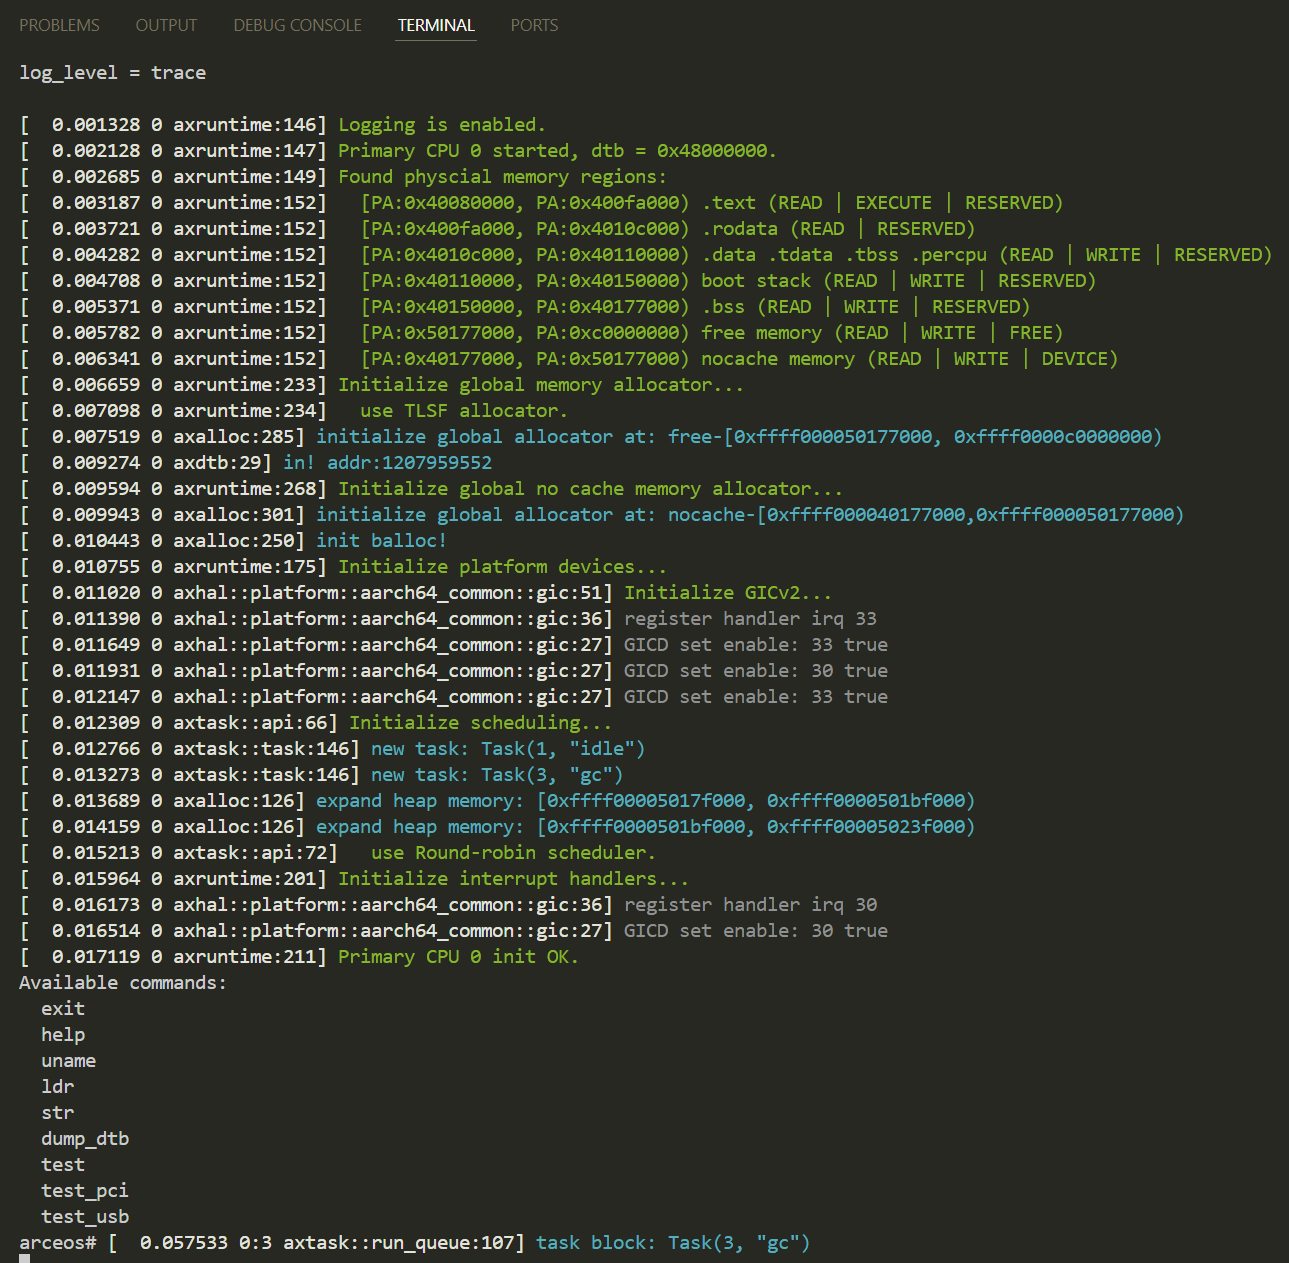 PROBLEMS OUTPUT DEBUG CONSOLE TERMINAL PORTS
log_level = trace
[  0.001328 0 axruntime:146] Logging is enabled.
[  0.002128 0 axruntime:147] Primary CPU 0 started, dtb = 0x48000000.
[  0.002685 0 axruntime:149] Found physcial memory regions:
[  0.003187 0 axruntime:152]   [PA:0x40080000, PA:0x400fa000) .text (READ | EXECUTE | RESERVED)
[  0.003721 0 axruntime:152]   [PA:0x400fa000, PA:0x4010c000) .rodata (READ | RESERVED)
[  0.004282 0 axruntime:152]   [PA:0x4010c000, PA:0x40110000) .data .tdata .tbss .percpu (READ | WRITE | RESERVED)
[  0.004708 0 axruntime:152]   [PA:0x40110000, PA:0x40150000) boot stack (READ | WRITE | RESERVED)
[  0.005371 0 axruntime:152]   [PA:0x40150000, PA:0x40177000) .bss (READ | WRITE | RESERVED)
[  0.005782 0 axruntime:152]   [PA:0x50177000, PA:0xc0000000) free memory (READ | WRITE | FREE)
[  0.006341 0 axruntime:152]   [PA:0x40177000, PA:0x50177000) nocache memory (READ | WRITE | DEVICE)
[  0.006659 0 axruntime:233] Initialize global memory allocator...
[  0.007098 0 axruntime:234]   use TLSF allocator.
[  0.007519 0 axalloc:285] initialize global allocator at: free-[0xffff000050177000, 0xffff0000c0000000)
[  0.009274 0 axdtb:29] in! addr:1207959552
[  0.009594 0 axruntime:268] Initialize global no cache memory allocator...
[  0.009943 0 axalloc:301] initialize global allocator at: nocache-[0xffff000040177000,0xffff000050177000)
[  0.010443 0 axalloc:250] init balloc!
[  0.010755 0 axruntime:175] Initialize platform devices...
[  0.011020 0 axhal::platform::aarch64_common::gic:51] Initialize GICv2...
[  0.011390 0 axhal::platform::aarch64_common::gic:36] register handler irq 33
[  0.011649 0 axhal::platform::aarch64_common::gic:27] GICD set enable: 33 true
[  0.011931 0 axhal::platform::aarch64_common::gic:27] GICD set enable: 30 true
[  0.012147 0 axhal::platform::aarch64_common::gic:27] GICD set enable: 33 true
[  0.012309 0 axtask::api:66] Initialize scheduling...
[  0.012766 0 axtask::task:146] new task: Task(1, "idle")
[  0.013273 0 axtask::task:146] new task: Task(3, "gc")
[  0.013689 0 axalloc:126] expand heap memory: [0xffff00005017f000, 0xffff0000501bf000)
[  0.014159 0 axalloc:126] expand heap memory: [0xffff0000501bf000, 0xffff00005023f000)
[  0.015213 0 axtask::api:72]   use Round-robin scheduler.
[  0.015964 0 axruntime:201] Initialize interrupt handlers...
[  0.016173 0 axhal::platform::aarch64_common::gic:36] register handler irq 30
[  0.016514 0 axhal::platform::aarch64_common::gic:27] GICD set enable: 30 true
[  0.017119 0 axruntime:211] Primary CPU 0 init OK.
Available commands:
  exit
  help
  uname
  ldr
  str
  dump_dtb
  test
  test_pci
  test_usb
arceos# [  0.057533 0:3 axtask::run_queue:107] task block: Task(3, "gc")